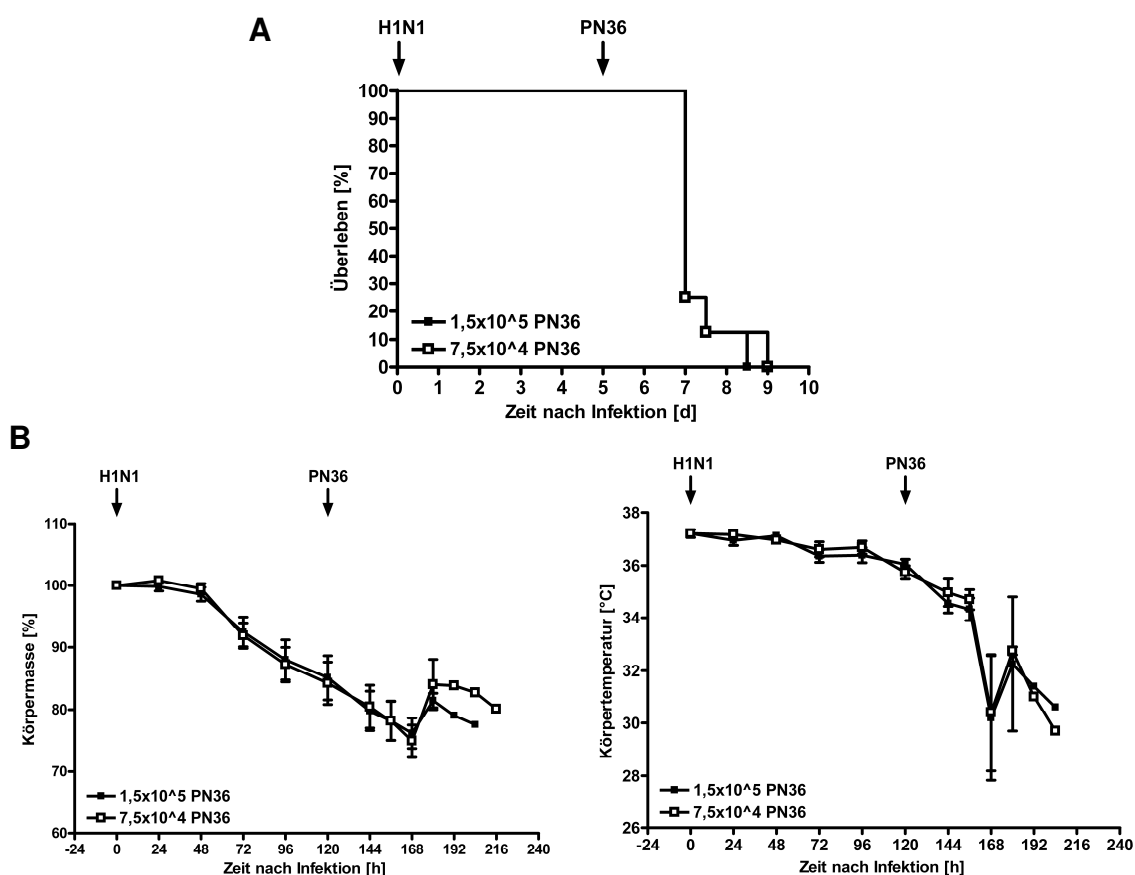 A
H1N1 PN36
100
90
80
70
60
50
40
30
20
10
0
Überleben [%]
1,5x10^5 PN36
7,5x10^4 PN36
0 1 2 3 4 5 6 7 8 9 10
Zeit nach Infektion [d]
B
H1N1 PN36
110
100
90
80
70
60
Körpermasse [%]
1,5x10^5 PN36
7,5x10^4 PN36
-24 0 24 48 72 96 120 144 168 192 216 240
Zeit nach Infektion [h]
H1N1 PN36
38
36
34
32
30
28
26
Körpertemperatur [°C]
1,5x10^5 PN36
7,5x10^4 PN36
-24 0 24 48 72 96 120 144 168 192 216 240
Zeit nach Infektion [h]